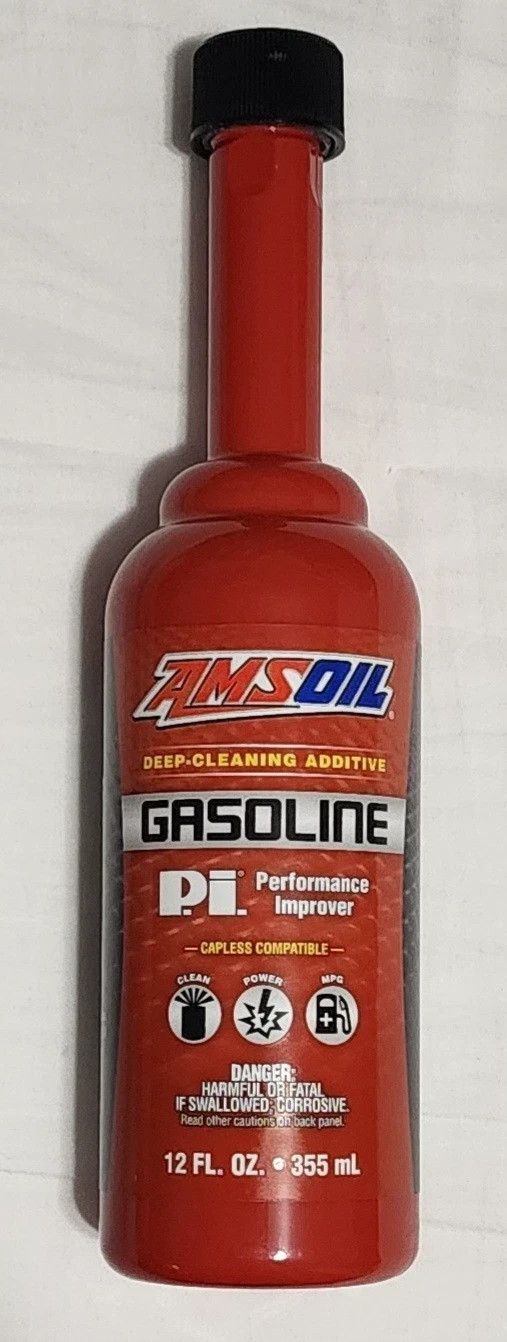 AMSOIL®
DEEP-CLEANING ADDITIVE
GASOLINE
P.i.® Performance
Improver
— CAPLESS COMPATIBLE —
CLEAN POWER MPG
DANGER:
HARMFUL OR FATAL
IF SWALLOWED; CORROSIVE.
Read other cautions on back panel.
12 FL. OZ. • 355 mL